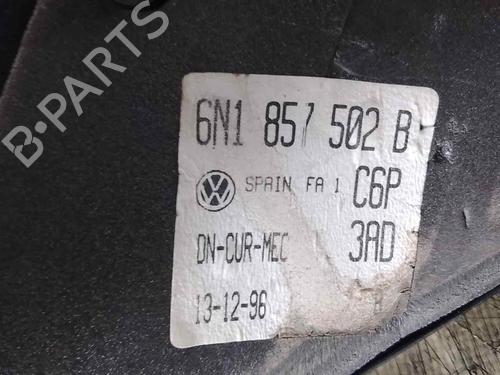 6N1 857 502 B
SPAIN FA 1 C6P
DN-CUR-MEC 3AD
13-12-96
B-PARTS